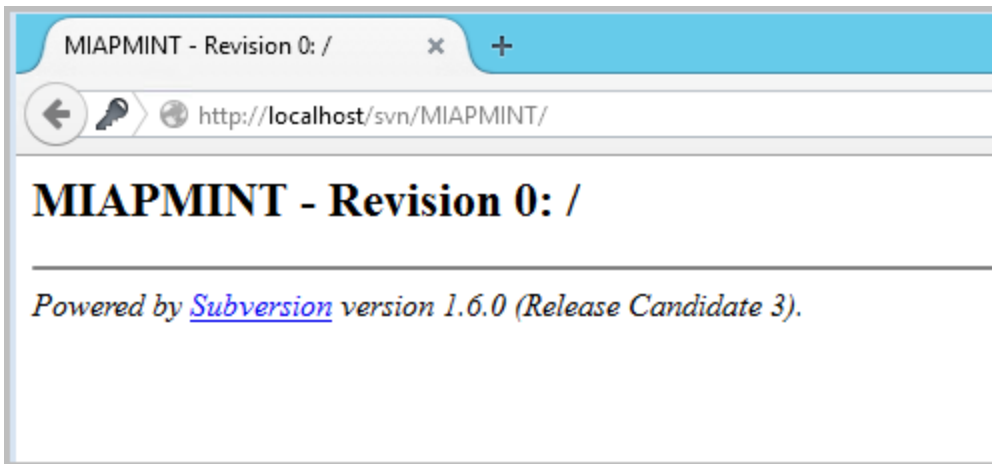 MIAPMINT - Revision 0: /
http://localhost/svn/MIAPMINT/
MIAPMINT - Revision 0: /
Powered by Subversion version 1.6.0 (Release Candidate 3).